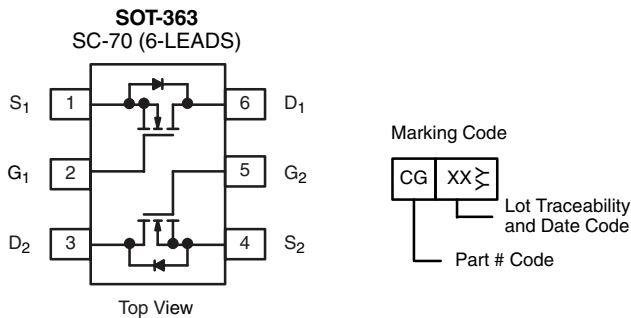 SOT-363
SC-70 (6-LEADS)
S1 1 6 D1
G1 2 5 G2
D2 3 4 S2
Top View
Marking Code
CG XX YY
Lot Traceability
and Date Code
Part # Code